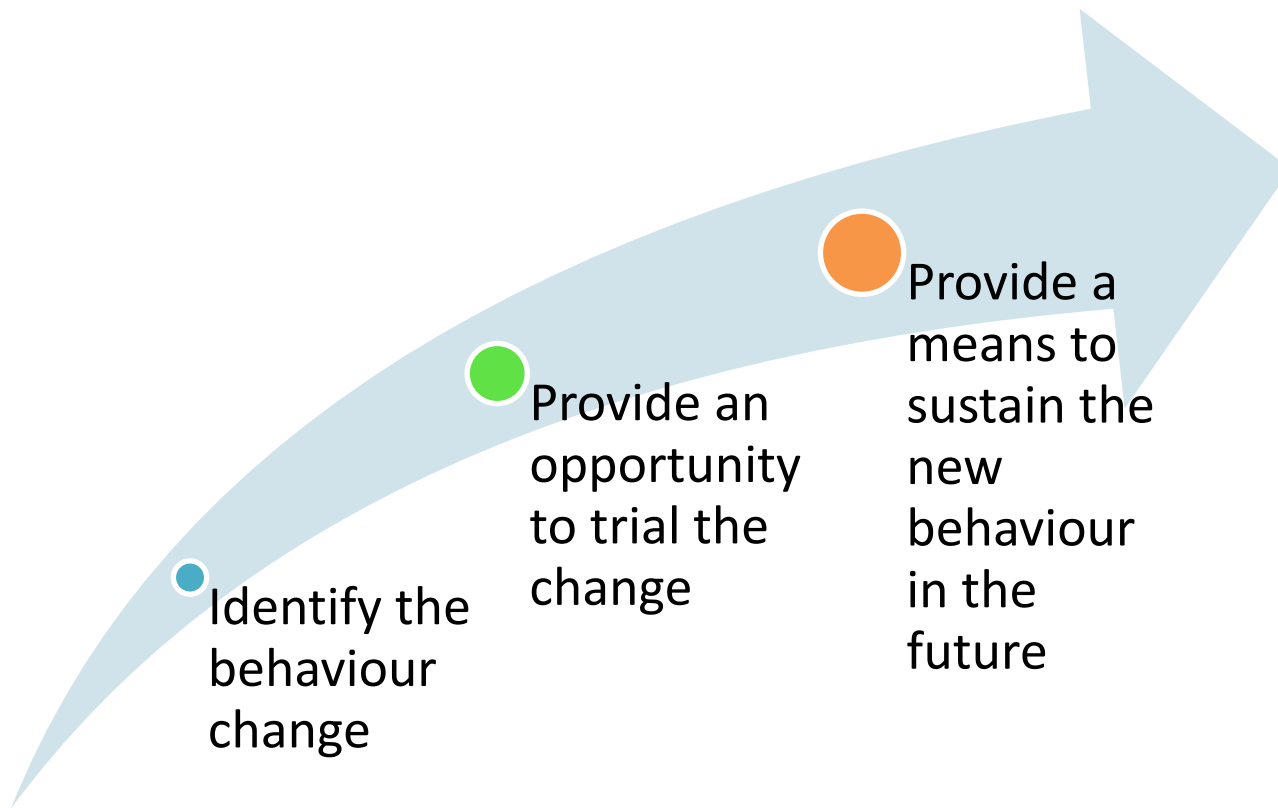 Identify the
behaviour
change
Provide an
opportunity
to trial the
change
Provide a
means to
sustain the
new
behaviour
in the
future